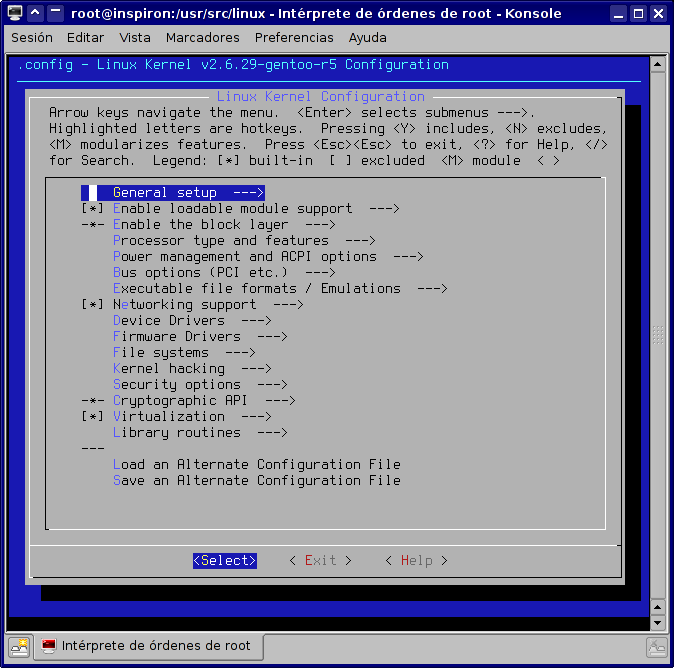 root@inspiron:/usr/src/linux - Intérprete de órdenes de root - Konsole
Sesión Editar Vista Marcadores Preferencias Ayuda
.config - Linux Kernel v2.6.29-gentoo-r5 Configuration
Linux Kernel Configuration
Arrow keys navigate the menu. <Enter> selects submenus --->.
Highlighted letters are hotkeys. Pressing <Y> includes, <N> excludes,
<M> modularizes features. Press <Esc><Esc> to exit, <?> for Help, </>
for Search. Legend: [*] built-in [ ] excluded <M> module < >
General setup --->
[*] Enable loadable module support --->
-*- Enable the block layer --->
Processor type and features --->
Power management and ACPI options --->
Bus options (PCI etc.) --->
Executable file formats / Emulations --->
[*] Networking support --->
Device Drivers --->
Firmware Drivers --->
File systems --->
Kernel hacking --->
Security options --->
-*- Cryptographic API --->
[*] Virtualization --->
Library routines --->
---
Load an Alternate Configuration File
Save an Alternate Configuration File
<Select> < Exit > < Help >
Intérprete de órdenes de root